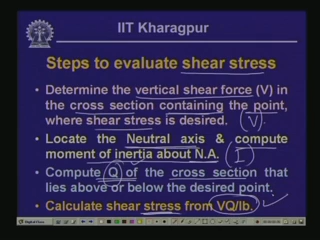 IIT Kharagpur
Steps to evaluate shear stress
• Determine the vertical shear force (V) in
the cross section containing the point,
where shear stress is desired. (V)
• Locate the Neutral axis & compute
moment of inertia about N.A. (I)
• Compute Q of the cross section that
lies above or below the desired point.
• Calculate shear stress from VQ/Ib.